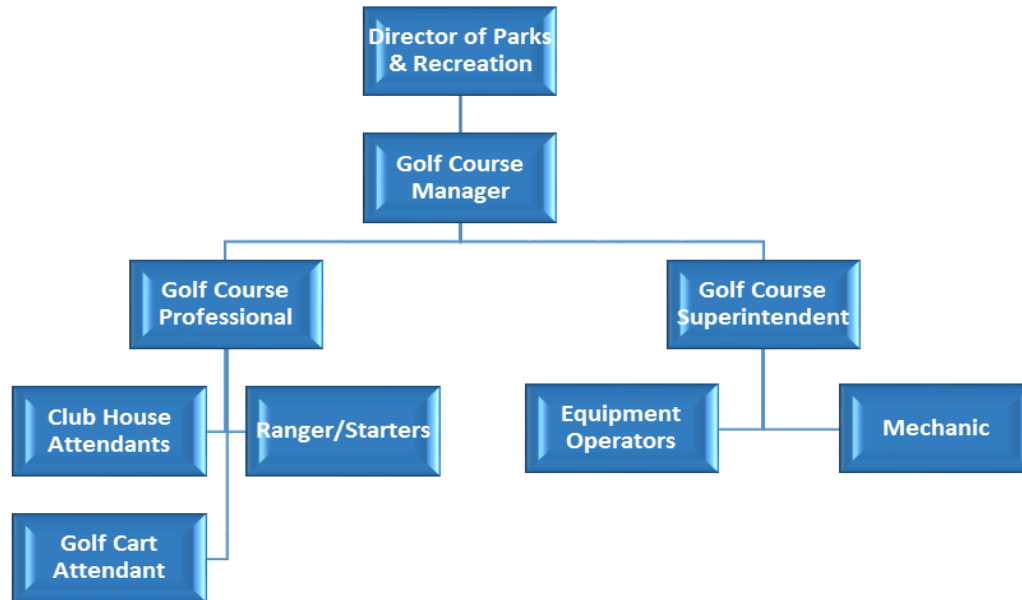 Director of Parks
& Recreation
Golf Course
Manager
Golf Course
Professional
Golf Course
Superintendent
Club House
Attendants
Ranger/Starters
Equipment
Operators
Mechanic
Golf Cart
Attendant